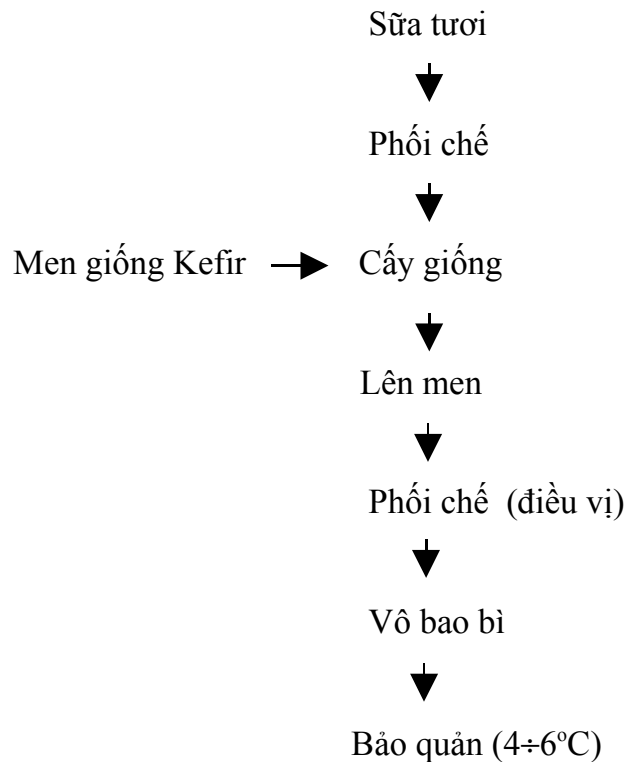 Sữa tươi
Phối chế
Men giống Kefir
Cấy giống
Lên men
Phối chế (điều vị)
Vô bao bì
Bảo quản (4÷6ºC)